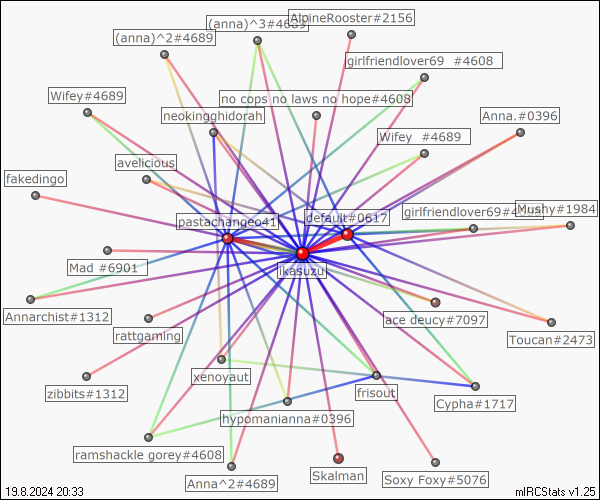 AlpineRooster#2156
(anna)^3#4689
(anna)^2#4689
girlfriendlover69 #4608
Wifey#4689
no cops no laws no hope#4608
neokingghidorah
Anna.#0396
Wifey #4689
avelicious
fakedingo
Mushy#1984
girlfriendlover69#4
default#0617
pastachangeo41
Mad #6901
ikasuzu
Annarchist#1312
ace deucy#7097
rattgaming
Toucan#2473
xenoyaut
zibbits#1312
frisout
Cypha#1717
hypomanianna#0396
ramshackle gorey#4608
Skalman
Soxy Foxy#5076
Anna^2#4689
19.8.2024 20:33
mIRCStats v1.25